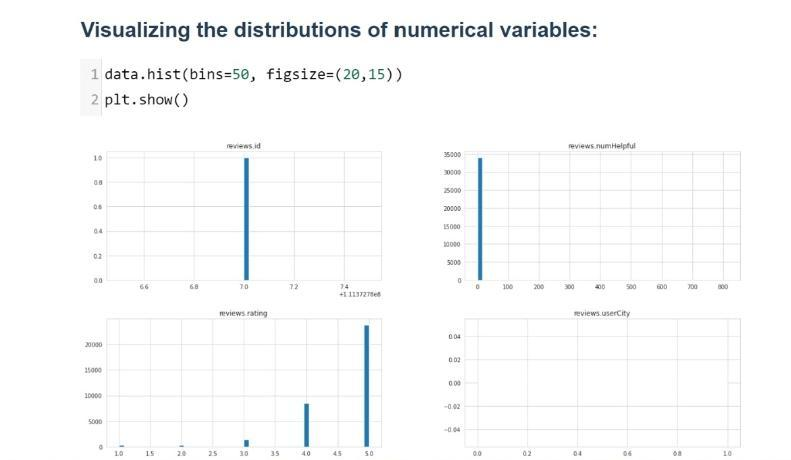 Visualizing the distributions of numerical variables:
1 data.hist(bins=50, figsize=(20,15))
2 plt.show()
reviews.id
1.0
0.8
0.6
0.4
0.2
0.0
6.6 6.8 7.0 7.2 7.4
+1.1137278e8
reviews.numHelpful
35000
30000
25000
20000
15000
10000
5000
0
0 100 200 300 400 500 600 700 800
reviews.rating
20000
15000
10000
5000
0
1.0 1.5 2.0 2.5 3.0 3.5 4.0 4.5 5.0
reviews.userCity
0.04
0.02
0.00
−0.02
−0.04
0.0 0.2 0.4 0.6 0.8 1.0